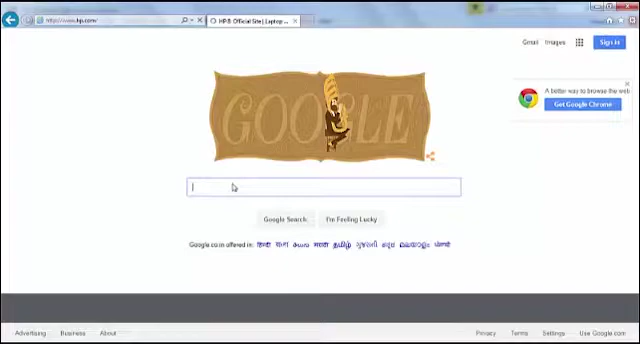 http://www.hp.com/
HP® Official Site | Laptop ...
Gmail Images Sign in
GOOGLE
A better way to browse the web
Get Google Chrome
Google Search I'm Feeling Lucky
Google.co.in offered in: हिन्दी বাংলা తెలుగు मराठी தமிழ் ગુજરાતી ಕನ್ನಡ മലയാളം ਪੰਜਾਬੀ
Advertising Business About Privacy Terms Settings Use Google.com